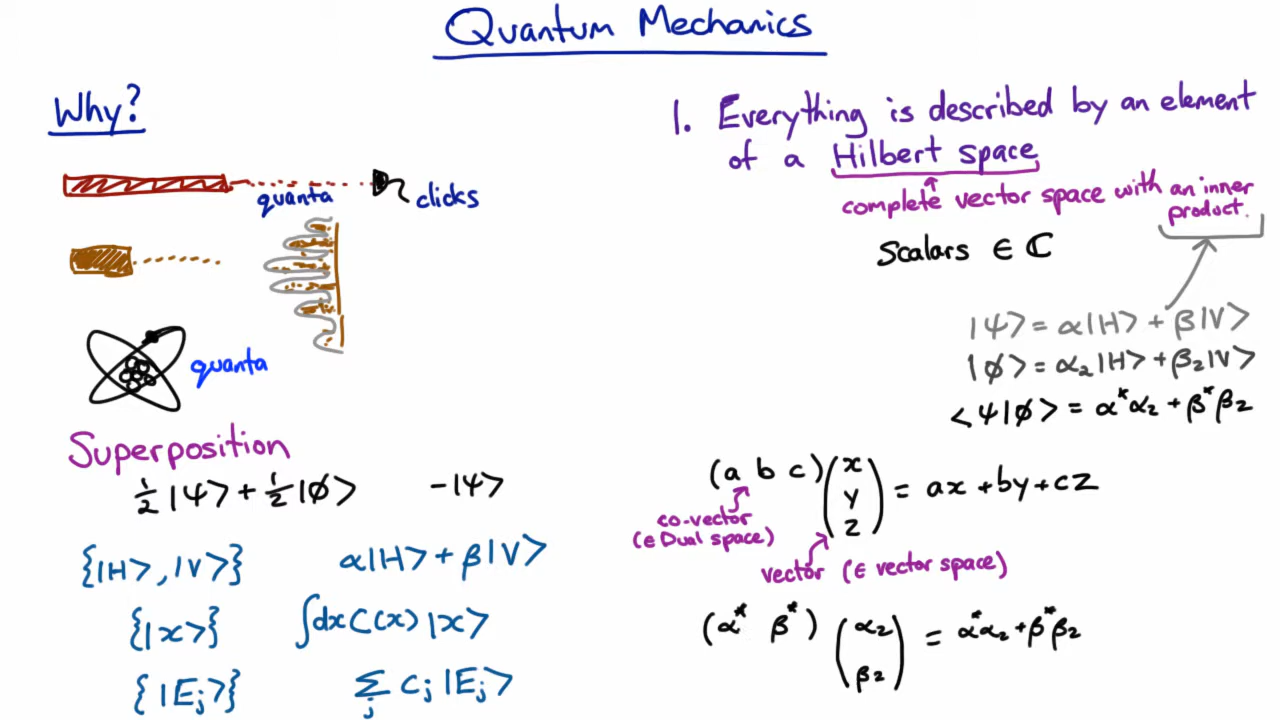 Quantum Mechanics
Why?
quanta
clicks
quanta
Superposition
½|ψ> + ½|ϕ>    -|ψ>
{|H>, |V>}    α|H> + β|V>
{|x>}    ∫dx C(x) |x>
{|Eⱼ>}    ∑ⱼ cⱼ |Eⱼ>
1. Everything is described by an element
of a Hilbert space
complete vector space with an inner
product.
Scalars ∈ ℂ
|ψ> = α|H> + β|V>
|ϕ> = α₂|H> + β₂|V>
<ψ|ϕ> = α*α₂ + β*β₂
(a b c) (x y z) = ax + by + cz
co-vector
(∈ Dual space)
vector (∈ vector space)
(α* β*) (α₂ β₂) = α*α₂ + β*β₂